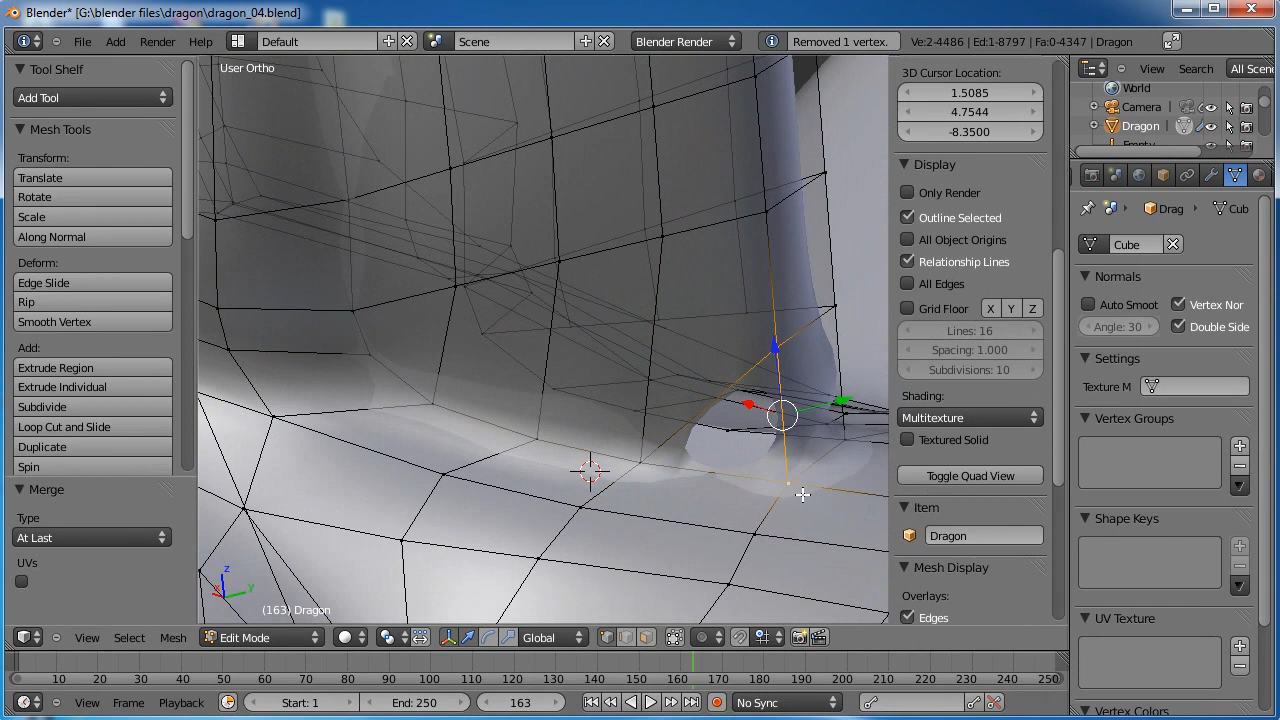 Blender* [G:\blender files\dragon\dragon_04.blend]
File Add Render Help Default Scene Blender Render Removed 1 vertex. Ve:2-4486 | Ed:1-8797 | Fa:0-4347 | Dragon
Tool Shelf
Add Tool
Mesh Tools
Transform:
Translate
Rotate
Scale
Along Normal
Deform:
Edge Slide
Rip
Smooth Vertex
Add:
Extrude Region
Extrude Individual
Subdivide
Loop Cut and Slide
Duplicate
Spin
Merge
Type
At Last
UVs
User Ortho
z
y
x
(163) Dragon
3D Cursor Location:
1.5085
4.7544
-8.3500
Display
Only Render
Outline Selected
All Object Origins
Relationship Lines
All Edges
Grid Floor X Y Z
Lines: 16
Spacing: 1.000
Subdivisions: 10
Shading:
Multitexture
Textured Solid
Toggle Quad View
Item
Dragon
Mesh Display
Overlays:
Edges
View Search All Scene
World
Camera
Dragon
Empty
Drag Cub
Cube
Normals
Auto Smoot Vertex Nor
Angle: 30 Double Side
Settings
Texture M
Vertex Groups
Shape Keys
UV Texture
Vertex Colors
View Select Mesh Edit Mode Global
10 20 30 40 50 60 70 80 90 100 110 120 130 140 150 160 170 180 190 200 210 220 230 240 250
View Frame Playback Start: 1 End: 250 163 No Sync